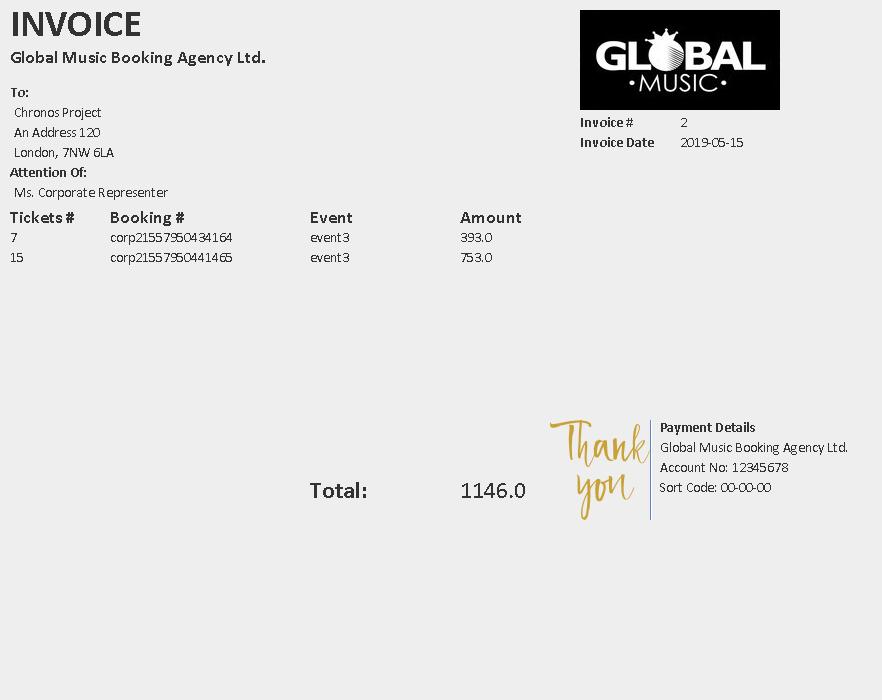 INVOICE
Global Music Booking Agency Ltd.
GLOBAL
·MUSIC·
To:
Chronos Project
An Address 120
London, 7NW 6LA
Attention Of:
Ms. Corporate Representer
Invoice # 2
Invoice Date 2019-05-15
Tickets # Booking # Event Amount
7 corp21557950434164 event3 393.0
15 corp21557950441465 event3 753.0
Total: 1146.0
Thank
you
Payment Details
Global Music Booking Agency Ltd.
Account No: 12345678
Sort Code: 00-00-00